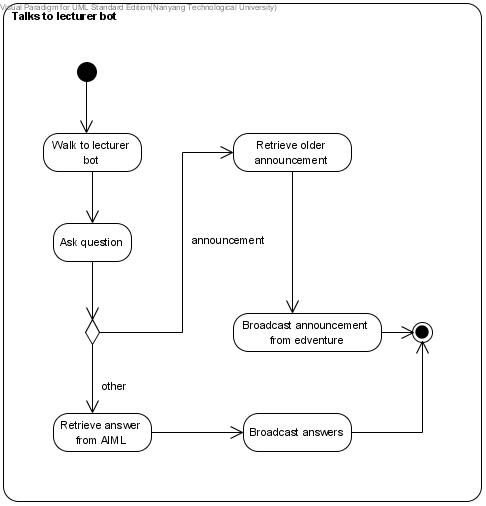 Visual Paradigm for UML Standard Edition(Nanyang Technological University)
Talks to lecturer bot
Walk to lecturer
bot
Retrieve older
announcement
Ask question
announcement
Broadcast announcement
from edventure
other
Retrieve answer
from AIML
Broadcast answers